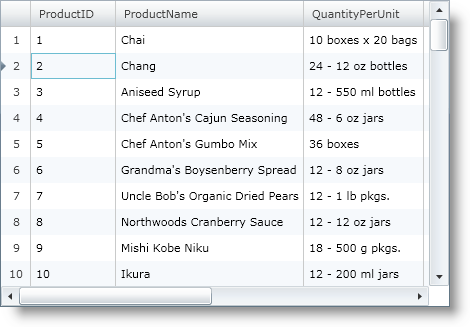 ProductID ProductName QuantityPerUnit
1 1 Chai 10 boxes x 20 bags
2 2 Chang 24 - 12 oz bottles
3 3 Aniseed Syrup 12 - 550 ml bottles
4 4 Chef Anton's Cajun Seasoning 48 - 6 oz jars
5 5 Chef Anton's Gumbo Mix 36 boxes
6 6 Grandma's Boysenberry Spread 12 - 8 oz jars
7 7 Uncle Bob's Organic Dried Pears 12 - 1 lb pkgs.
8 8 Northwoods Cranberry Sauce 12 - 12 oz jars
9 9 Mishi Kobe Niku 18 - 500 g pkgs.
10 10 Ikura 12 - 200 ml jars